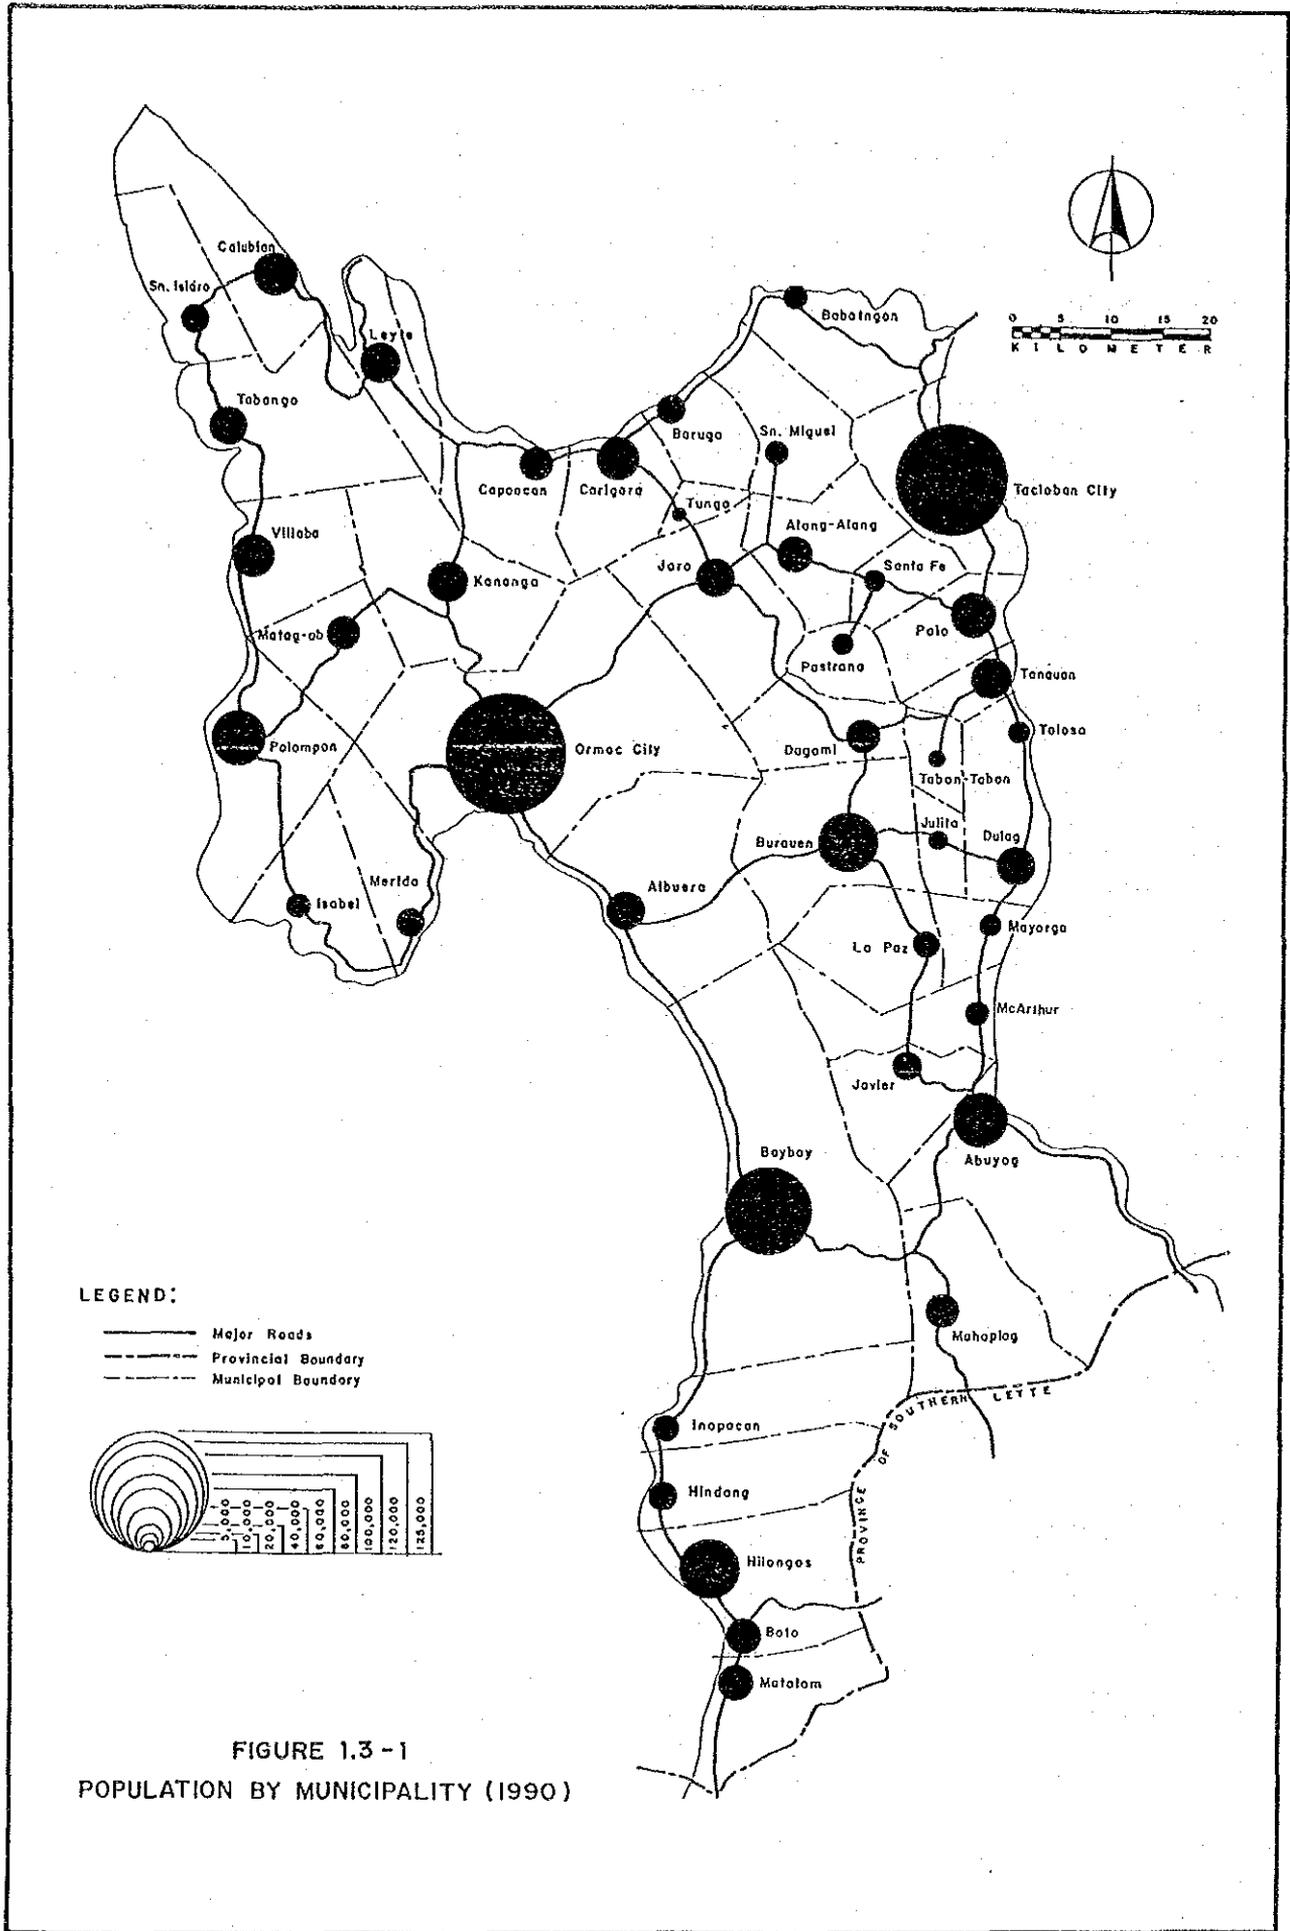 Calubian
Sn. Isidro
Leyte
Tabango
Villaba
Matag-ob
Kananga
Palompon
Isabel
Merida
Ormoc City
Capoocan
Carigara
Baruga
Tunga
Jaro
Sn. Miguel
Alang-Alang
Babatngon
0 5 10 15 20
KILOMETER
Tacloban City
Santa Fe
Palo
Pastrana
Tanauan
Tolosa
Dagami
Tabon-Tabon
Julita
Dulag
Burauen
Albuera
Mayorga
La Paz
McArthur
Javier
Abuyog
Baybay
Mahaplag
Inopacan
Hindang
Hilongos
Bato
Matalom
PROVINCE OF SOUTHERN LETTE
LEGEND:
Major Roads
Provincial Boundary
Municipal Boundary
5,000
10,000
20,000
40,000
60,000
80,000
100,000
120,000
125,000
FIGURE 1.3-1
POPULATION BY MUNICIPALITY (1990)